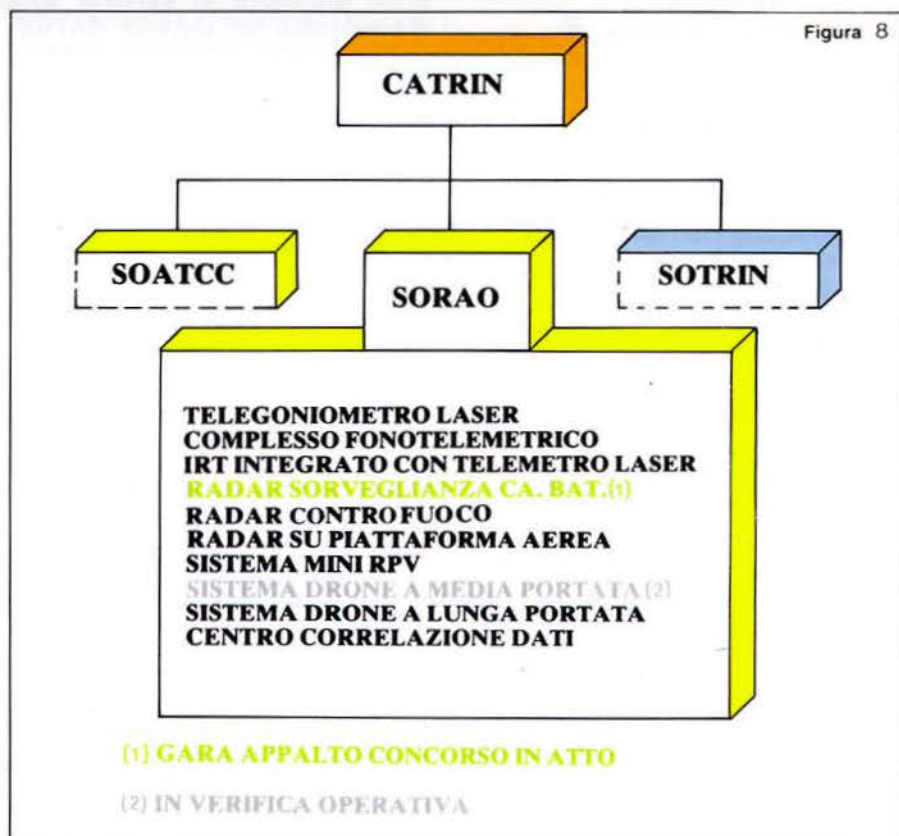 Figura 8
CATRIN
SOATCC
SORAO
SOTRIN
TELEGONIOMETRO LASER
COMPLESSO FONOTELEMETRICO
IRT INTEGRATO CON TELEMETRO LASER
RADAR SORVEGLIANZA CA. BAT.(1)
RADAR CONTROFUOCO
RADAR SU PIATTAFORMA AEREA
SISTEMA MINI RPV
SISTEMA DRONE A MEDIA PORTATA (2)
SISTEMA DRONE A LUNGA PORTATA
CENTRO CORRELAZIONE DATI
(1) GARA APPALTO CONCORSO IN ATTO
(2) IN VERIFICA OPERATIVA